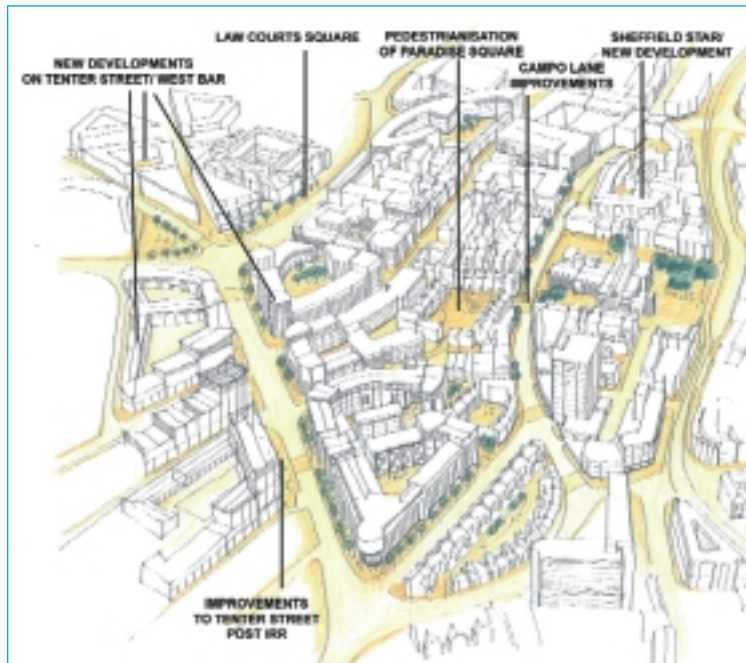 LAW COURTS SQUARE
PEDESTRIANISATION
OF PARADISE SQUARE
SHEFFIELD STAR/
NEW DEVELOPMENT
NEW DEVELOPMENTS
ON TENTER STREET/ WEST BAR
CAMPO LANE
IMPROVEMENTS
IMPROVEMENTS
TO TENTER STREET
POST IRR